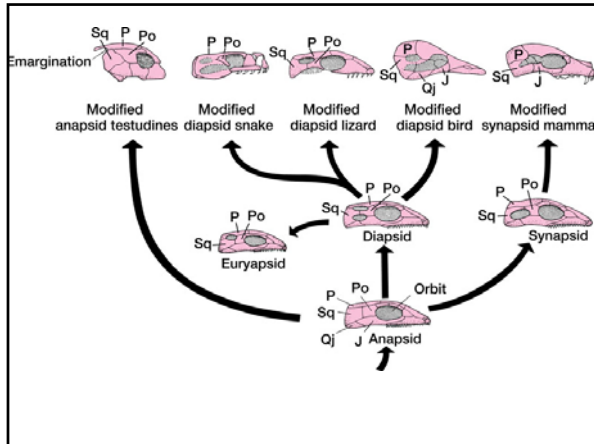 Sq P Po
Emargination
P Po
Sq P Po
P
Sq
Qj J
P
Sq J
Modified
anapsid testudines
Modified
diapsid snake
Modified
diapsid lizard
Modified
diapsid bird
Modified
synapsid mamma
P Po
Sq
Diapsid
P Po
Sq
Euryapsid
P Po
Sq
Synapsid
P Po Orbit
Sq
Qj J Anapsid